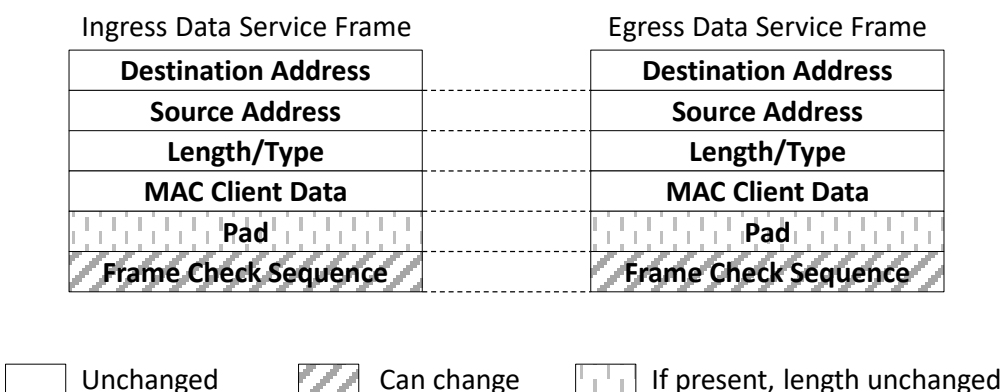 Ingress Data Service Frame
Egress Data Service Frame
Destination Address
Destination Address
Source Address
Source Address
Length/Type
Length/Type
MAC Client Data
MAC Client Data
Pad
Pad
Frame Check Sequence
Frame Check Sequence
Unchanged
Can change
If present, length unchanged